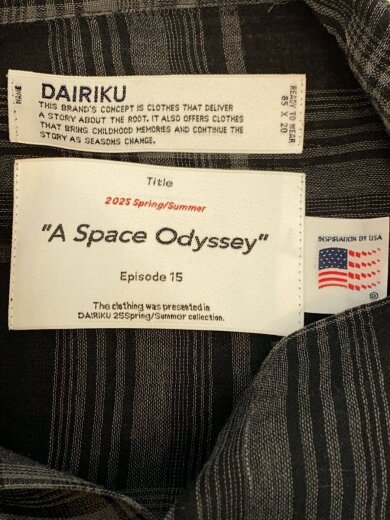 NAME
DAIRIKU
THIS BRAND'S CONCEPT IS CLOTHES THAT DELIVER
A STORY ABOUT THE ROOT. IT ALSO OFFERS CLOTHES
THAT BRING CHILDHOOD MEMORIES AND CONTINUE THE
STORY AS SEASONS CHANGE.
READY TO WEAR
85 X 20
Title
2025 Spring/Summer
"A Space Odyssey"
Episode 15
The clothing was presented in
DAIRIKU 25Spring/Summer collection.
INSPIRATION BY USA
®